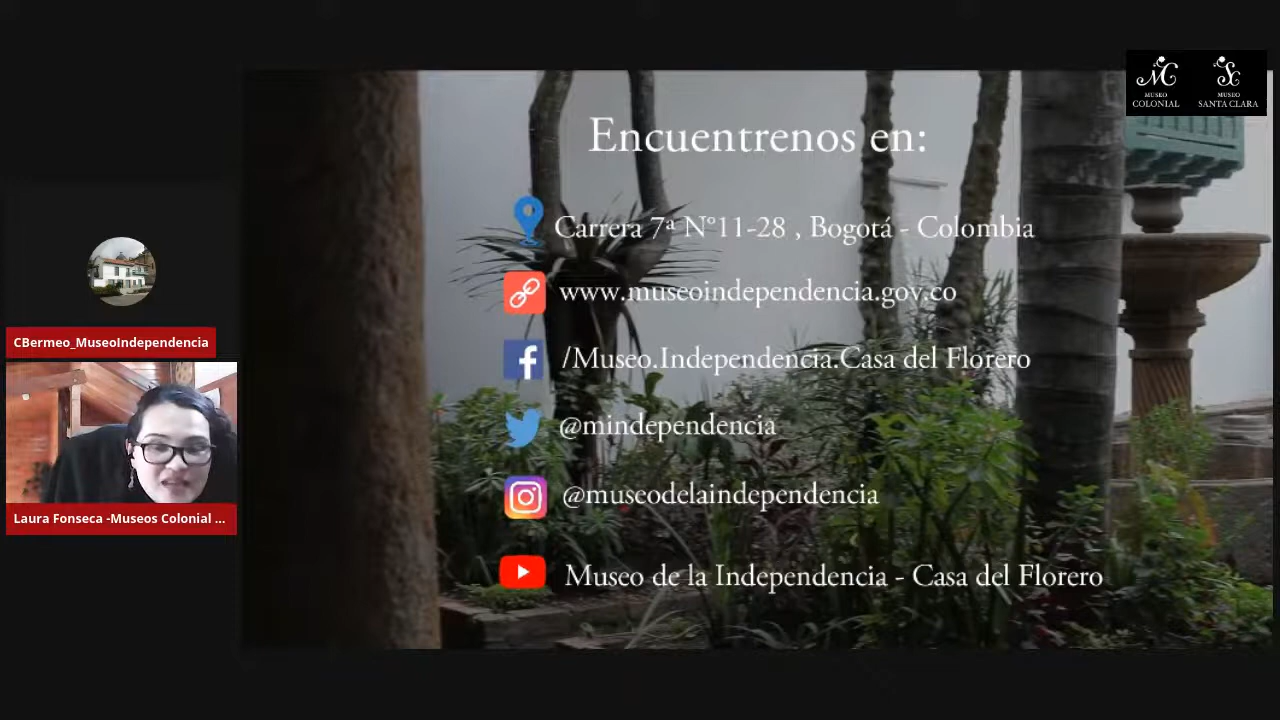 MUSEO
COLONIAL
MUSEO
SANTA CLARA
Encuentrenos en:
Carrera 7ª N°11-28 , Bogotá - Colombia
www.museoindependencia.gov.co
/Museo.Independencia.Casa del Florero
@mindependencia
@museodelaindependencia
Museo de la Independencia - Casa del Florero
CBermeo_MuseoIndependencia
Laura Fonseca -Museos Colonial ...